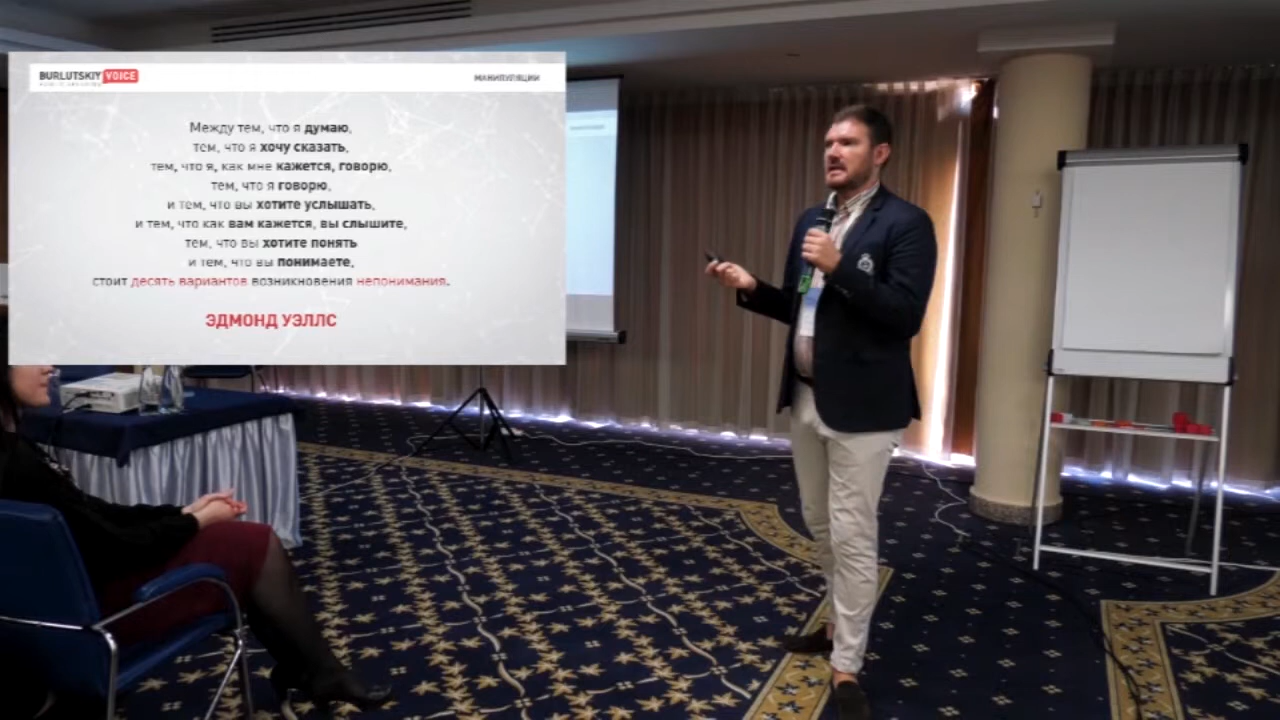 BURLUTSKIY VOICE
МАНИПУЛЯЦИИ
Между тем, что я думаю,
тем, что я хочу сказать,
тем, что я, как мне кажется, говорю,
тем, что я говорю,
и тем, что вы хотите услышать,
и тем, что как вам кажется, вы слышите,
тем, что вы хотите понять
и тем, что вы понимаете,
стоит десять вариантов возникновения непонимания.
ЭДМОНД УЭЛЛС